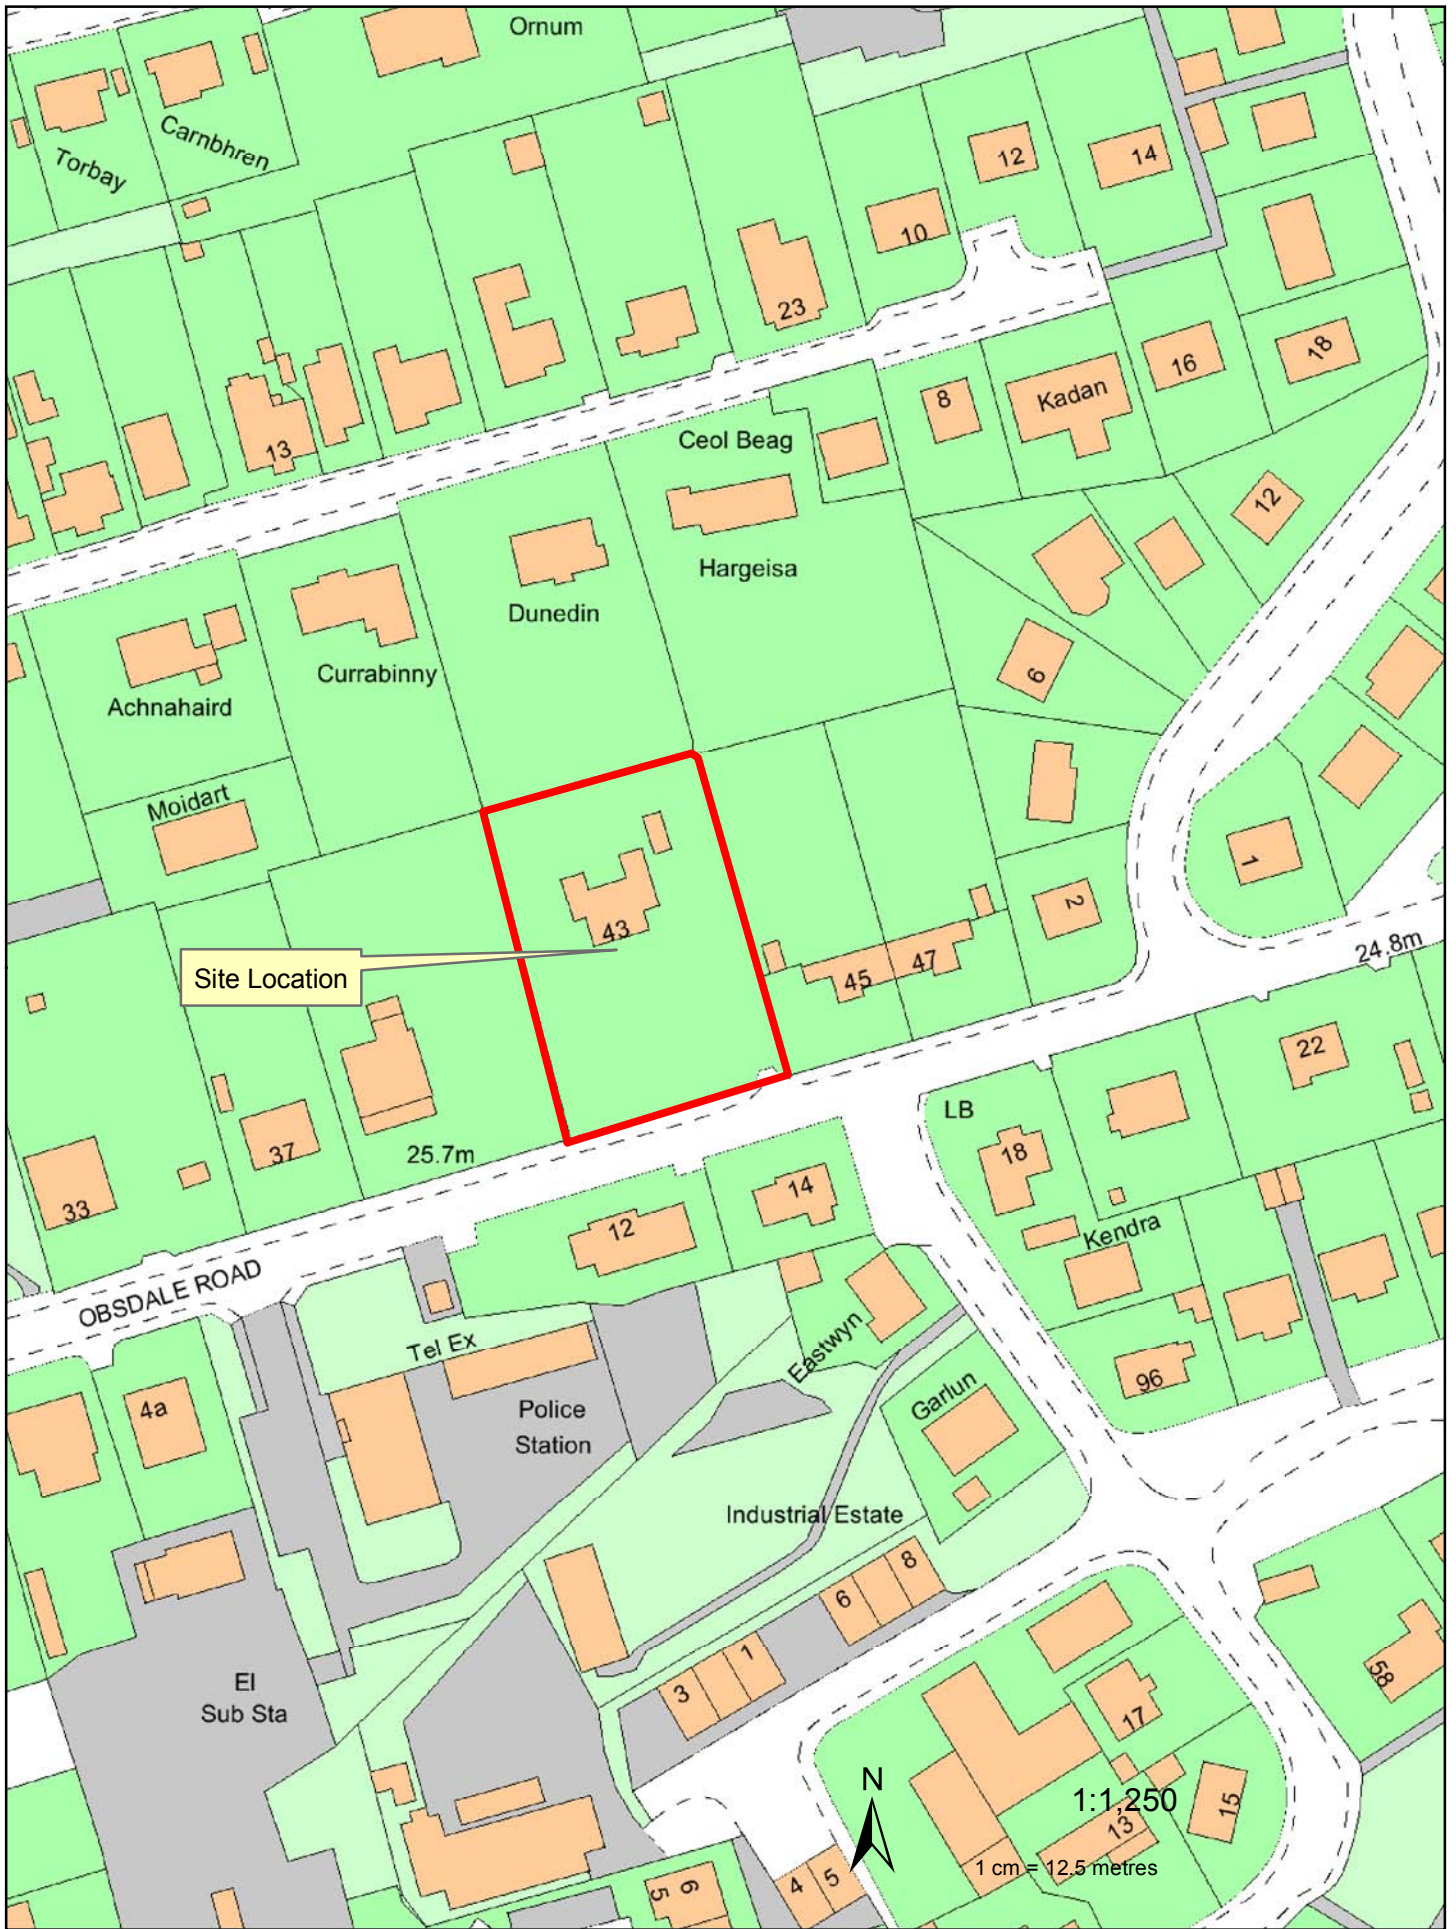 Ornum
Carnbhren
Torbay
12
14
10
23
18
16
8
Kadan
13
Ceol Beag
12
Hargeisa
Dunedin
9
Currabinny
Achnahaird
Moidart
1
2
43
24.8m
47
45
Site Location
22
LB
18
37
25.7m
14
33
12
Kendra
OBSDALE ROAD
Tel Ex
Eastwyn
96
Garlun
4a
Police
Station
Industrial Estate
8
6
1
3
58
El
Sub Sta
17
N
1:1,250
15
13
1 cm = 12.5 metres
4
5
5
6